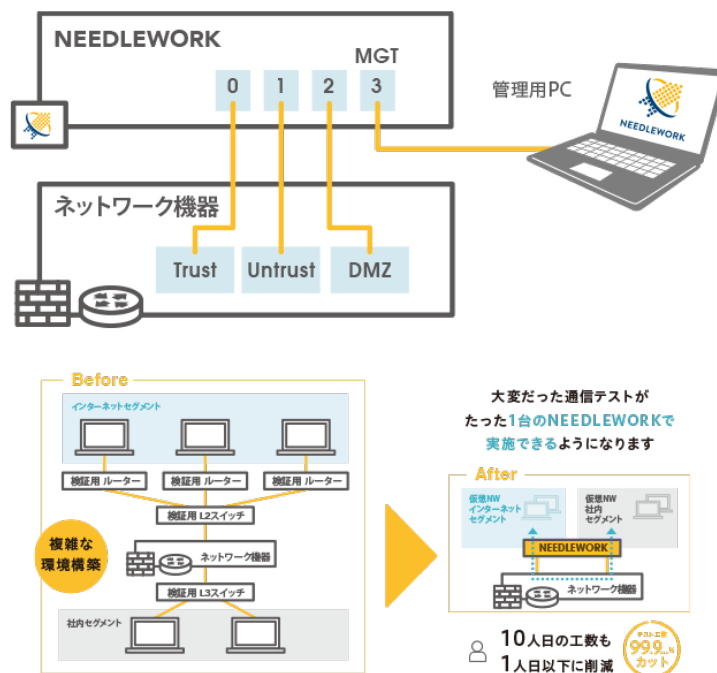 NEEDLEWORK
MGT
0 1 2 3
管理用PC
NEEDLEWORK
ネットワーク機器
Trust Untrust DMZ
Before
インターネットセグメント
検証用 ルーター 検証用 ルーター 検証用 ルーター
検証用 L2スイッチ
複雑な
環境構築
ネットワーク機器
検証用 L3スイッチ
社内セグメント
大変だった通信テストが
たった1台のNEEDLEWORKで
実施できるようになります
After
仮想NW
インターネット
セグメント
仮想NW
社内
セグメント
NEEDLEWORK
ネットワーク機器
10人日の工数も
1人日以下に削減
テスト工数
99.9%
カット